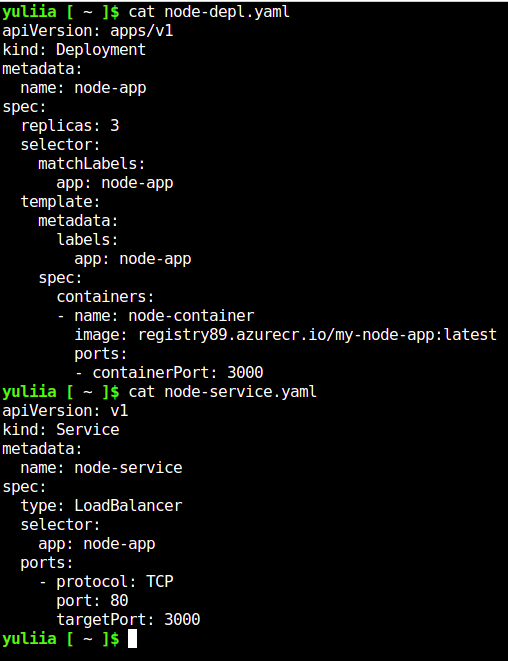 yuliia [ ~ ]$ cat node-depl.yaml
apiVersion: apps/v1
kind: Deployment
metadata:
  name: node-app
spec:
  replicas: 3
  selector:
    matchLabels:
      app: node-app
  template:
    metadata:
      labels:
        app: node-app
    spec:
      containers:
      - name: node-container
        image: registry89.azurecr.io/my-node-app:latest
        ports:
        - containerPort: 3000
yuliia [ ~ ]$ cat node-service.yaml
apiVersion: v1
kind: Service
metadata:
  name: node-service
spec:
  type: LoadBalancer
  selector:
    app: node-app
  ports:
    - protocol: TCP
      port: 80
      targetPort: 3000
yuliia [ ~ ]$